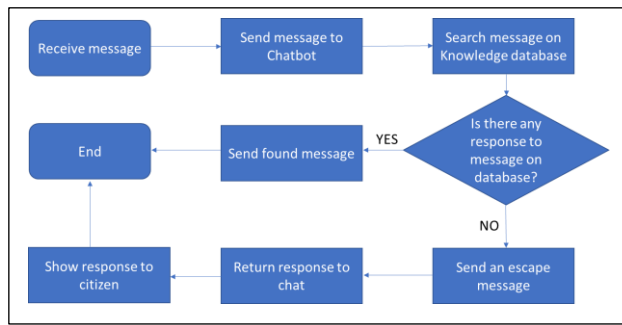 Receive message
Send message to
Chatbot
Search message on
Knowledge database
Is there any
response to
message on
database?
YES
Send found message
End
NO
Send an escape
message
Return response to
chat
Show response to
citizen